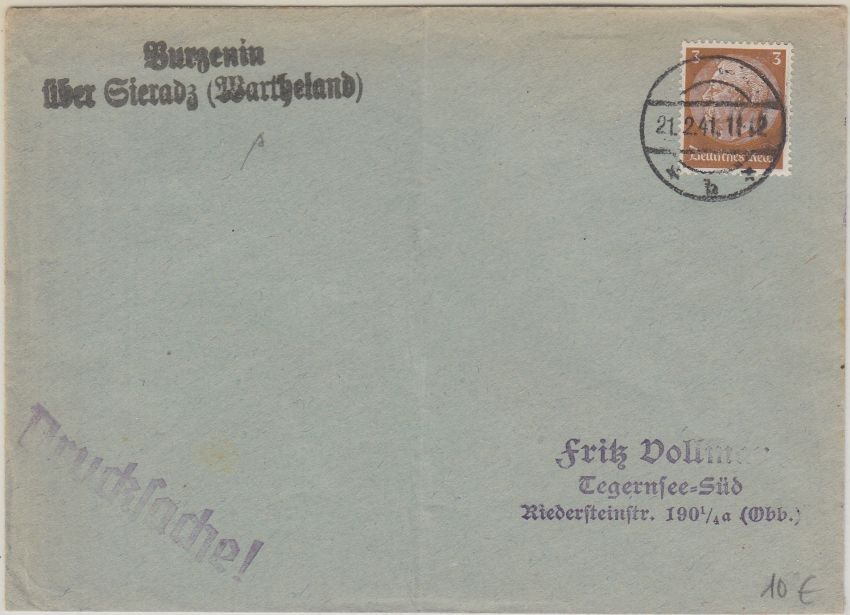 Burzenin
über Sieradz (Wartheland)
3 3
21.2.41. 11-12
Deutsches Reich
b
Drucksache!
Fritz
Tegernsee=Süd
Riedersteinstr. 190¹/₄a (Obb.)
10 €